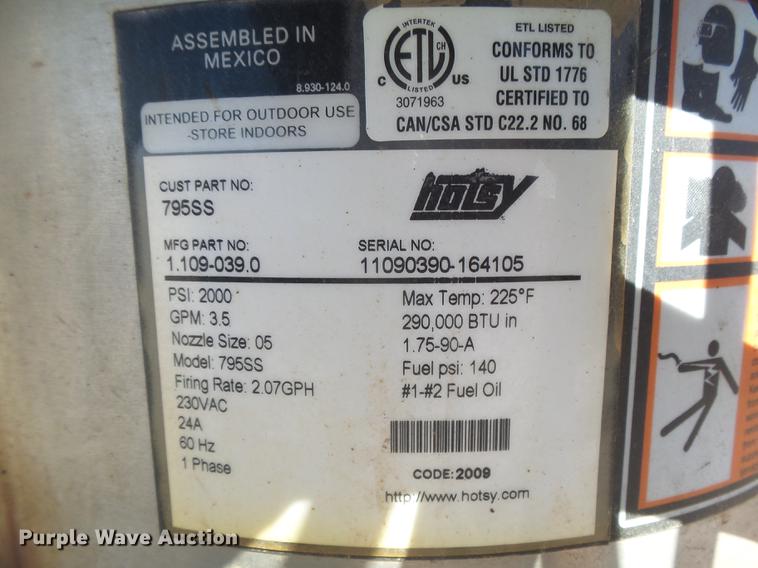 ASSEMBLED IN
MEXICO
8.930-124.0
INTENDED FOR OUTDOOR USE
-STORE INDOORS
INTERTEK
ETL
CH
LISTED
C
US
3071963
ETL LISTED
CONFORMS TO
UL STD 1776
CERTIFIED TO
CAN/CSA STD C22.2 NO. 68
CUST PART NO:
795SS
Hotsy
MFG PART NO:
1.109-039.0
SERIAL NO:
11090390-164105
PSI: 2000
GPM: 3.5
Nozzle Size: 05
Model: 795SS
Firing Rate: 2.07GPH
230VAC
24A
60 Hz
1 Phase
Max Temp: 225°F
290,000 BTU in
1.75-90-A
Fuel psi: 140
#1-#2 Fuel Oil
CODE: 2009
http://www.hotsy.com
Purple Wave Auction